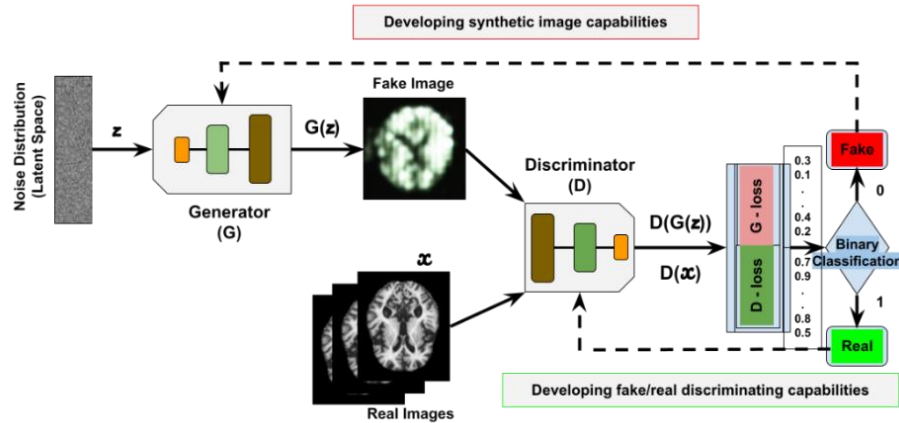 Developing synthetic image capabilities
Noise Distribution
(Latent Space)
z
Generator
(G)
G(z)
Fake Image
x
Real Images
Discriminator
(D)
D(G(z))
D(x)
G - loss
D - loss
0.3
0.1
.
.
0.4
0.2
0.7
0.9
.
.
0.8
0.5
Fake
0
Binary
Classification
1
Real
Developing fake/real discriminating capabilities